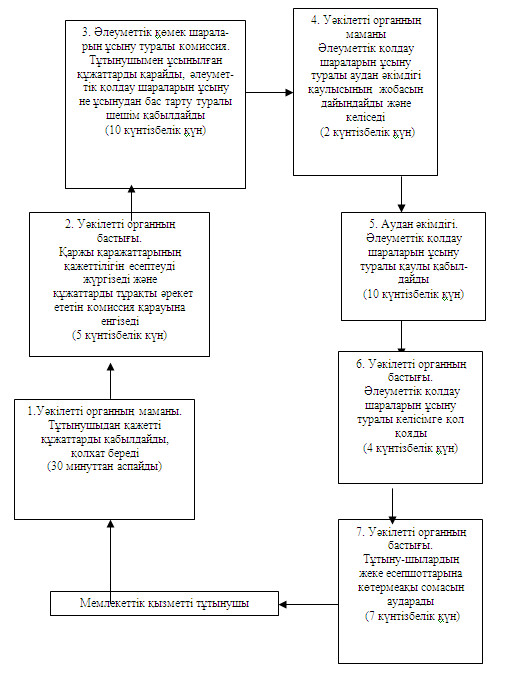 3. Әлеуметтік көмек шарала-
рын ұсыну туралы комиссия.
Тұтынушымен ұсынылған
құжаттарды қарайды, әлеумет-
тік қолдау шараларын ұсыну
не ұсынудан бас тарту туралы
шешім қабылдайды
(10 күнтізбелік күн)
4. Уәкілетті органның
маманы
Әлеуметтік қолдау
шараларын ұсыну
туралы аудан әкімдігі
қаулысының жобасын
дайындайды және
келіседі
(2 күнтізбелік күн)
2. Уәкілетті органның
бастығы.
Қаржы қаражаттарының
қажеттілігін есептеуді
жүргізеді және
құжаттарды тұрақты әрекет
ететін комиссия қарауына
енгізеді
(5 күнтізбелік күн)
5. Аудан әкімдігі.
Әлеуметтік қолдау
шараларын ұсыну
туралы қаулы қабыл-
дайды
(10 күнтізбелік күн)
6. Уәкілетті органның
бастығы.
Әлеуметтік қолдау
шараларын ұсыну
туралы келісімге қол
қояды
(4 күнтізбелік күн)
1.Уәкілетті органның маманы.
Тұтынушыдан қажетті
құжаттарды қабылдайды,
қолхат береді
(30 минуттан аспайды)
7. Уәкілетті органның
бастығы.
Тұтыну-шылардың
жеке есепшоттарына
көтермеақы сомасын
аударады
(7 күнтізбелік күн)
Мемлекеттік қызметті тұтынушы